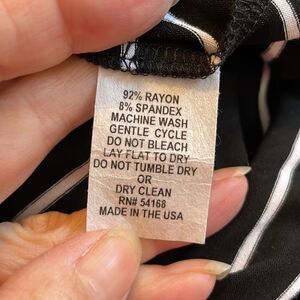 92% RAYON
8% SPANDEX
MACHINE WASH
GENTLE CYCLE
DO NOT BLEACH
LAY FLAT TO DRY
DO NOT TUMBLE DRY
OR
DRY CLEAN
RN# 54168
MADE IN THE USA